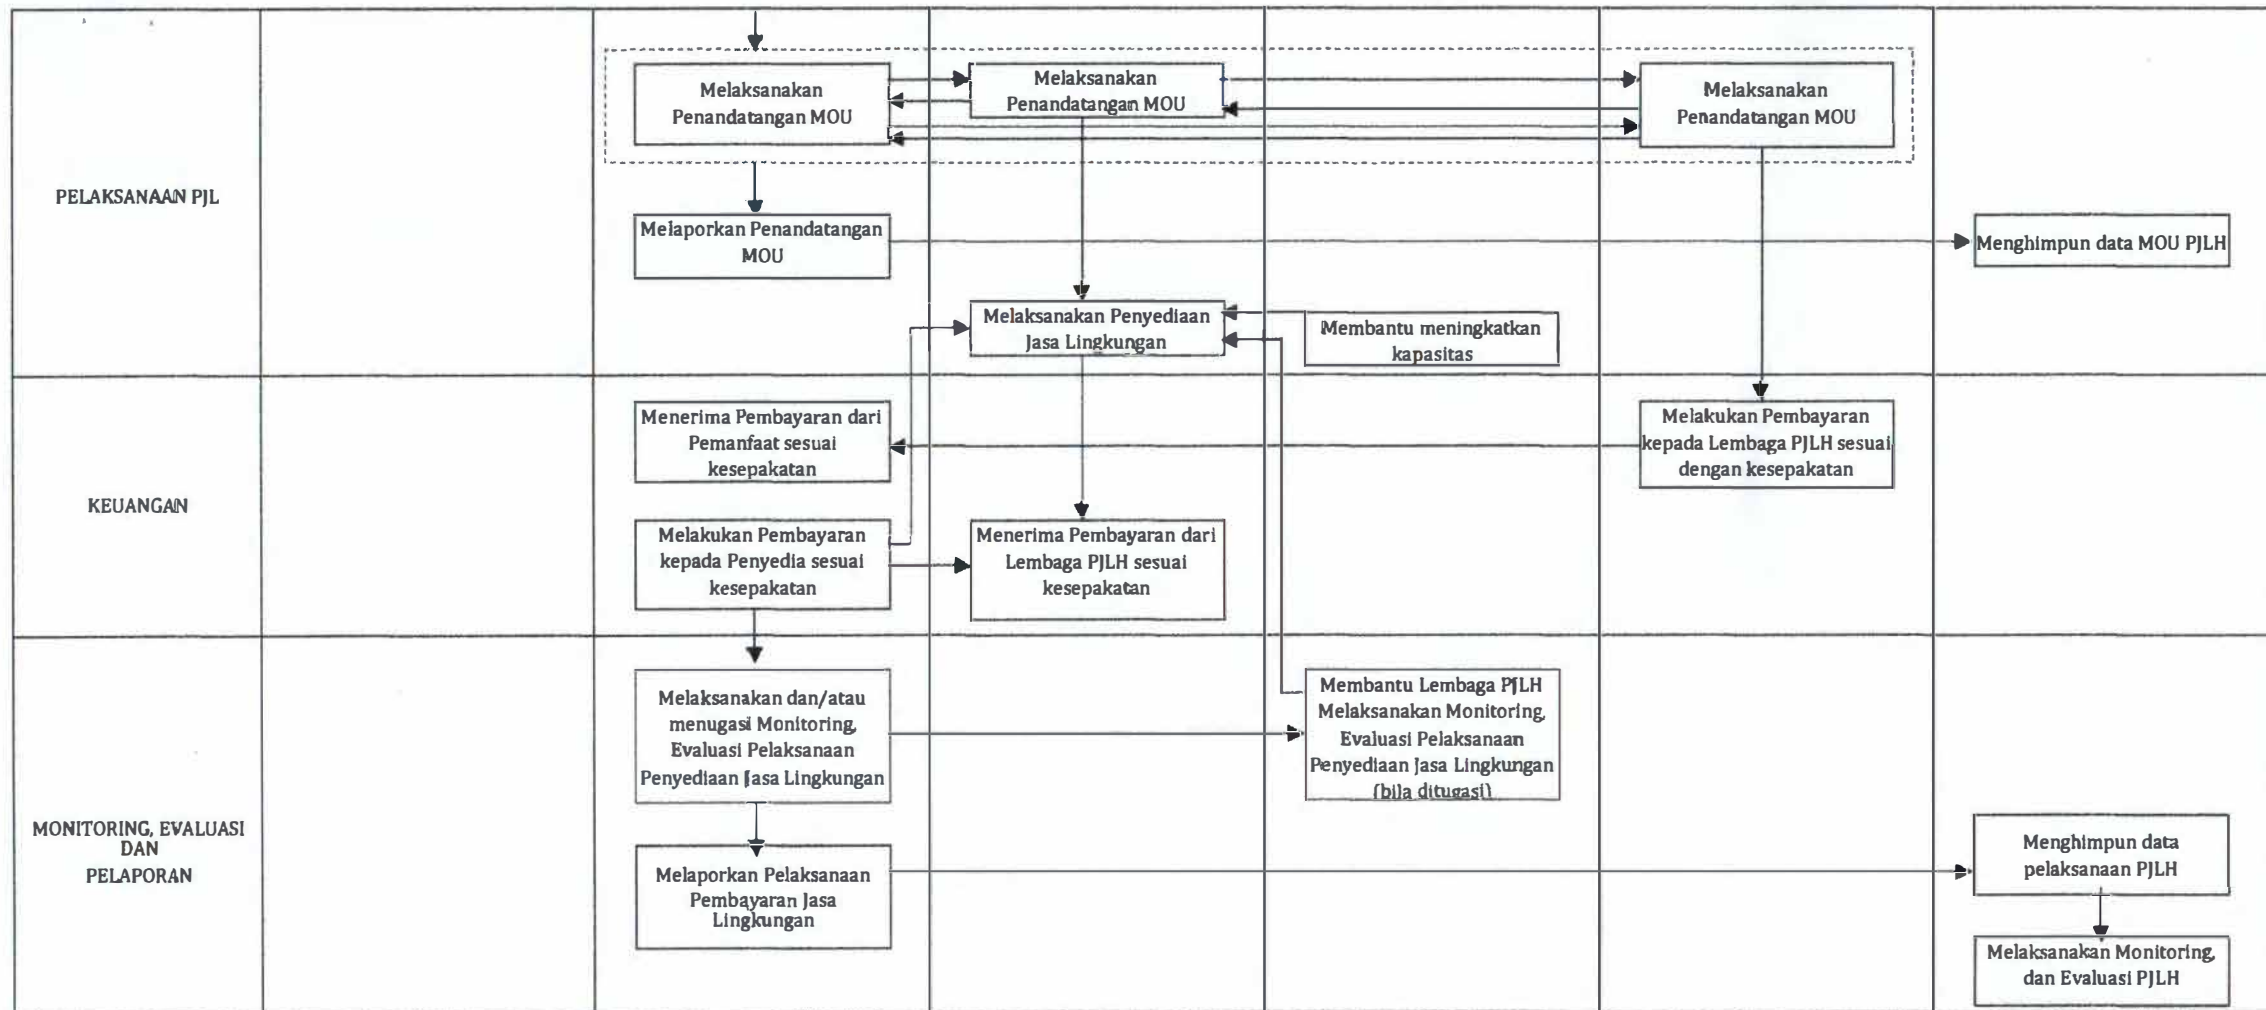 PELAKSANAAN PJL
Melaksanakan
Penandatangan MOU
Melaksanakan
Penandatangan MOU
Melaksanakan
Penandatangan MOU
Melaporkan Penandatangan
MOU
Menghimpun data MOU PJLH
Melaksanakan Penyediaan
Jasa Lingkungan
Membantu meningkatkan
kapasitas
KEUANGAN
Menerima Pembayaran dari
Pemanfaat sesuai
kesepakatan
Melakukan Pembayaran
kepada Lembaga PJLH sesuai
dengan kesepakatan
Melakukan Pembayaran
kepada Penyedia sesuai
kesepakatan
Menerima Pembayaran dari
Lembaga PJLH sesuai
kesepakatan
MONITORING, EVALUASI
DAN
PELAPORAN
Melaksanakan dan/atau
menugasi Monitoring,
Evaluasi Pelaksanaan
Penyediaan Jasa Lingkungan
Membantu Lembaga PJLH
Melaksanakan Monitoring,
Evaluasi Pelaksanaan
Penyediaan Jasa Lingkungan
(bila ditugasi)
Melaporkan Pelaksanaan
Pembayaran Jasa
Lingkungan
Menghimpun data
pelaksanaan PJLH
Melaksanakan Monitoring,
dan Evaluasi PJLH